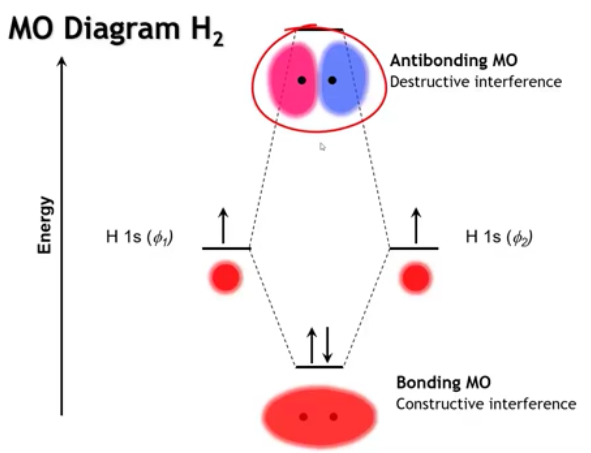 MO Diagram H₂
Antibonding MO
Destructive interference
Energy
H 1s (ϕ₁)
H 1s (ϕ₂)
Bonding MO
Constructive interference